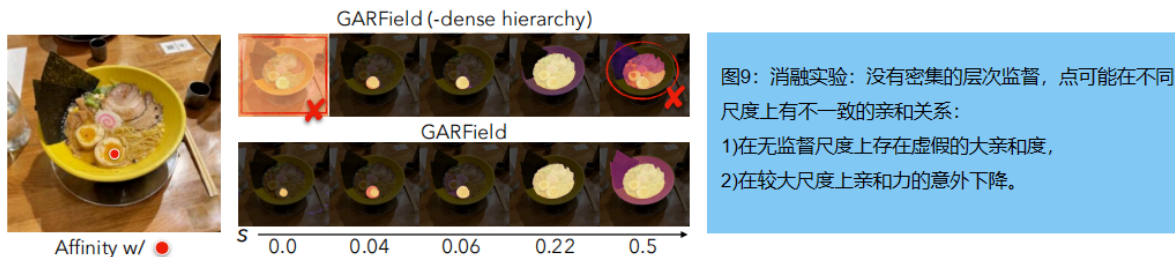 GARField (-dense hierarchy)
GARField
s
0.0 0.04 0.06 0.22 0.5
Affinity w/
图9：消融实验：没有密集的层次监督，点可能在不同
尺度上有不一致的亲和关系：
1)在无监督尺度上存在虚假的大亲和度，
2)在较大尺度上亲和力的意外下降。